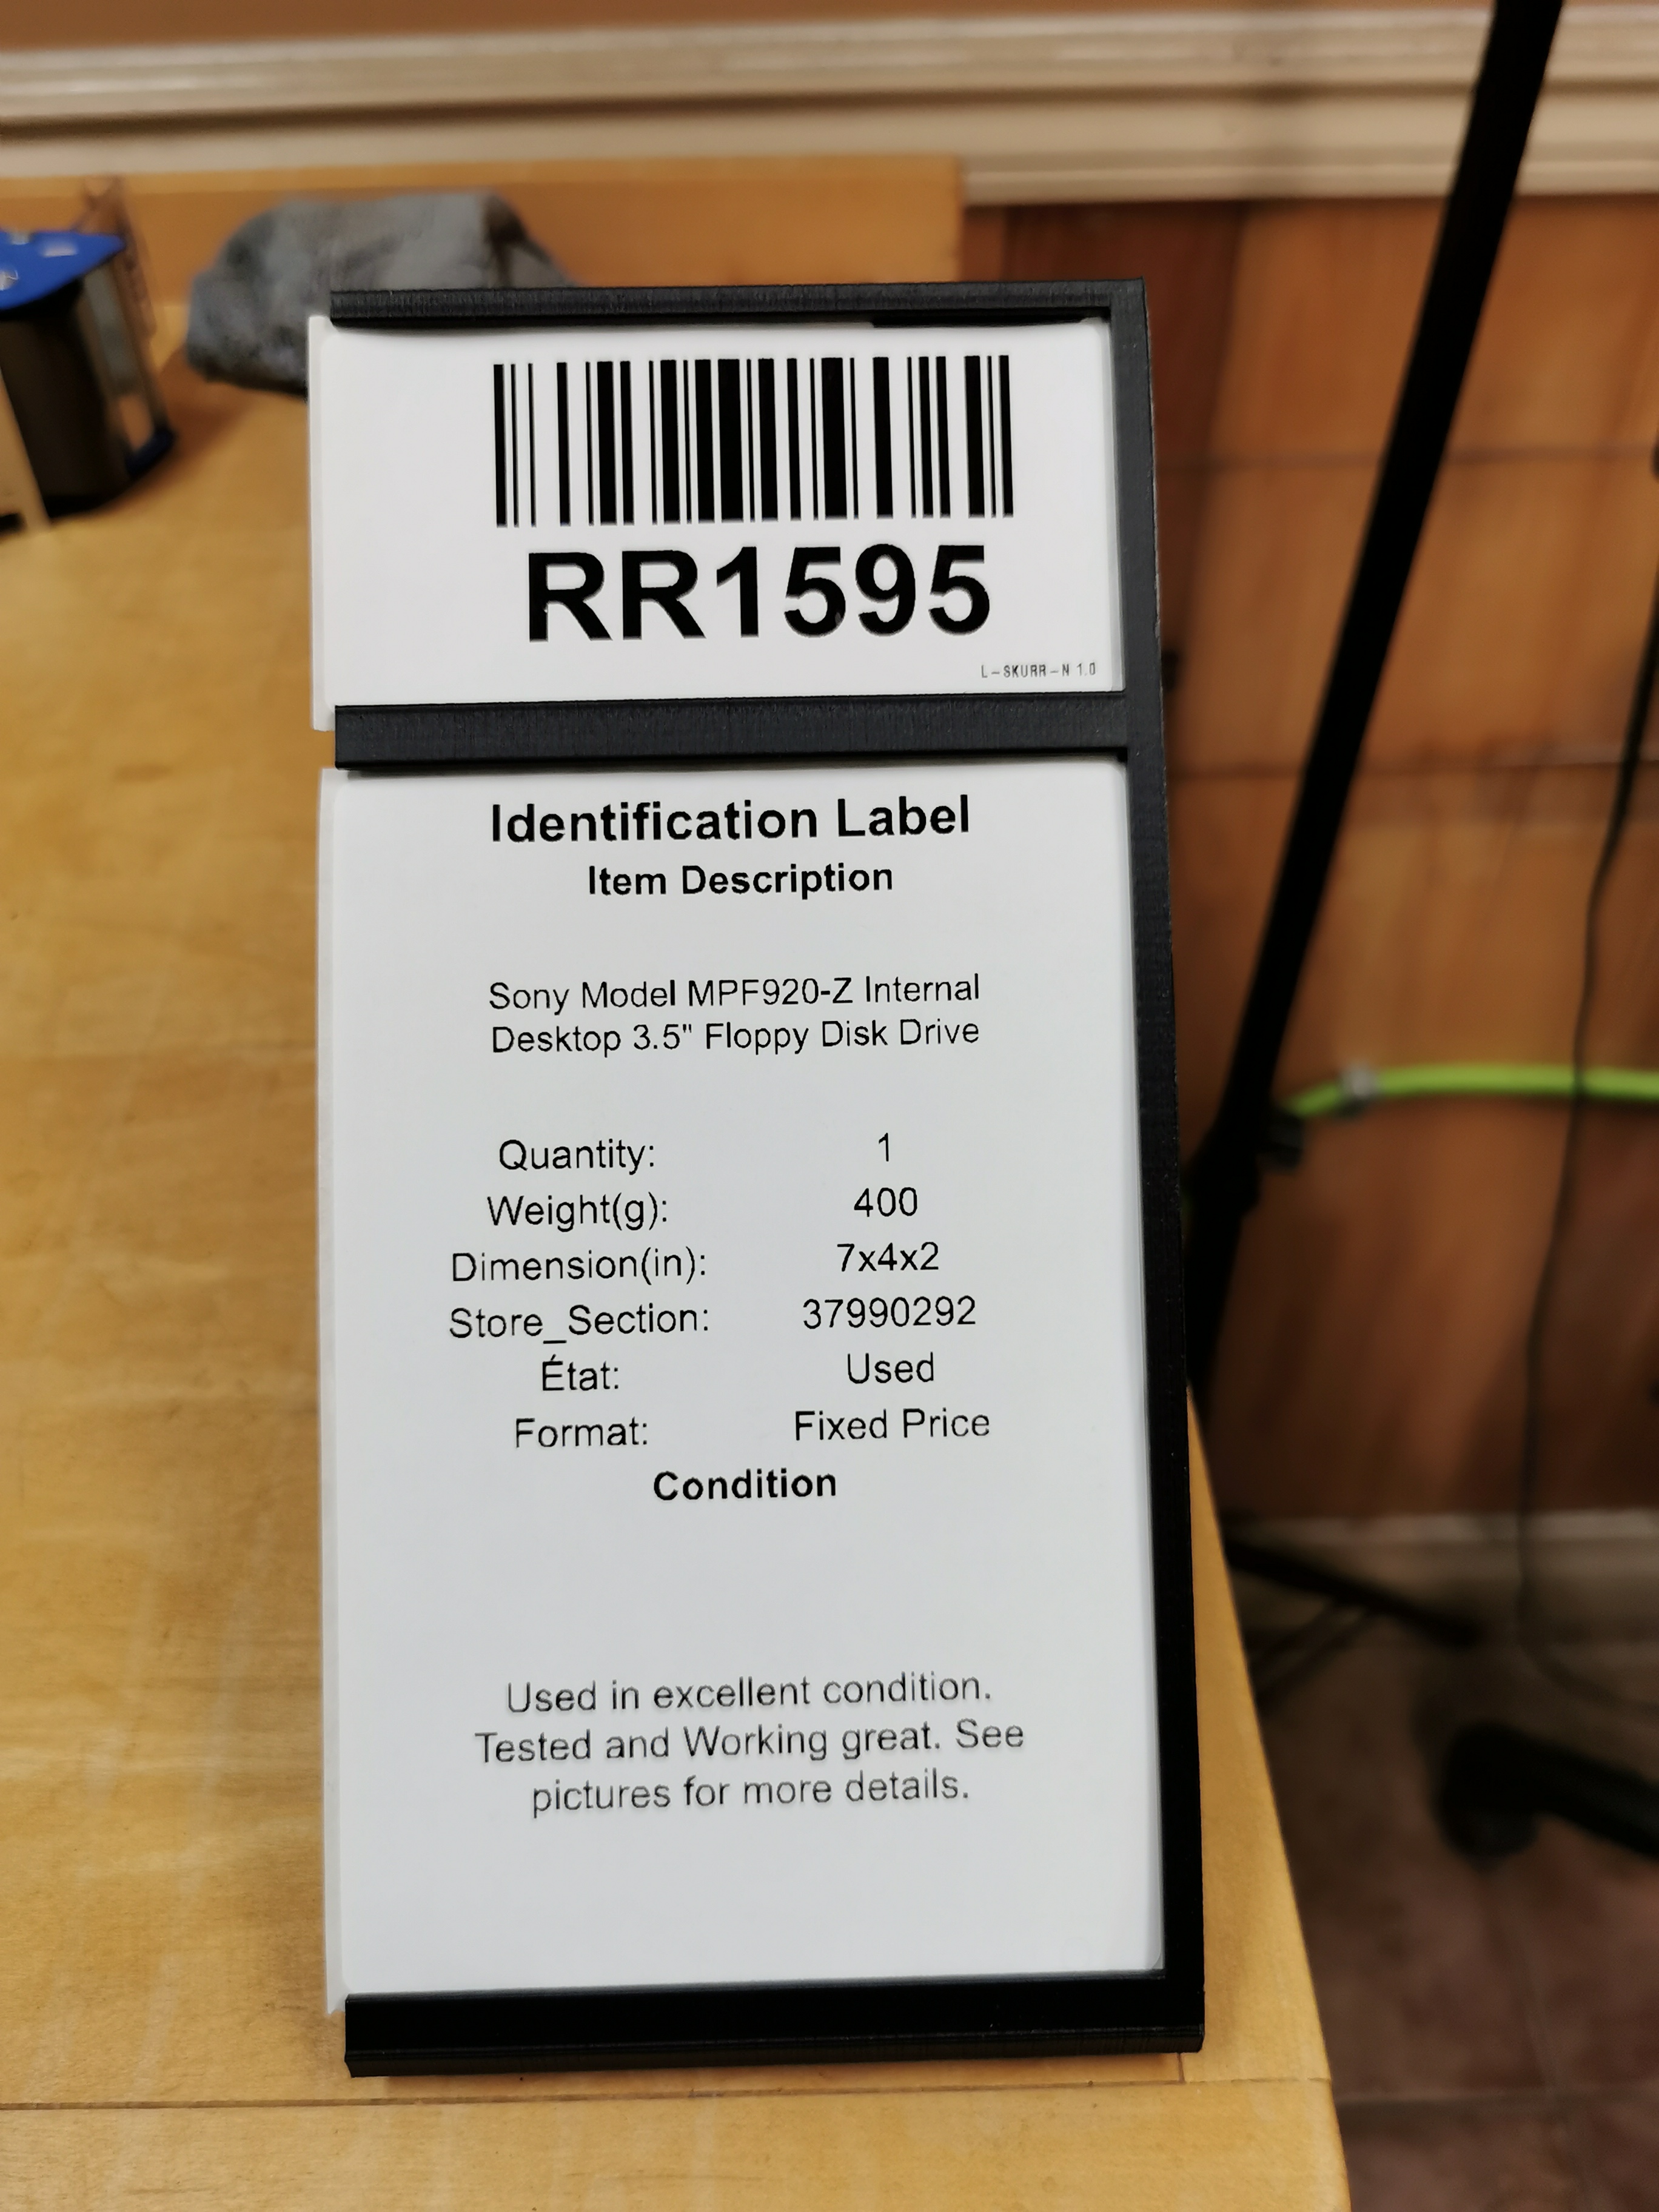 RR1595
L-SKURR-N 1.0
Identification Label
Item Description
Sony Model MPF920-Z Internal
Desktop 3.5" Floppy Disk Drive
Quantity: 1
Weight(g): 400
Dimension(in): 7x4x2
Store_Section: 37990292
État: Used
Format: Fixed Price
Condition
Used in excellent condition.
Tested and Working great. See
pictures for more details.